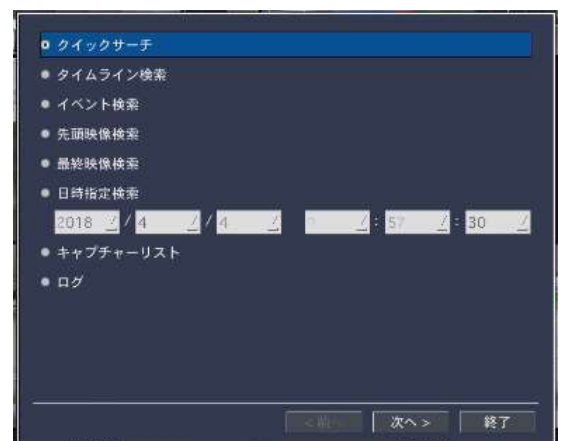 クイックサーチ
タイムライン検索
イベント検索
先頭映像検索
最終映像検索
日時指定検索
2018 / 4 / 4 : 57 : 30
キャプチャーリスト
ログ
< 前へ 次へ > 終了